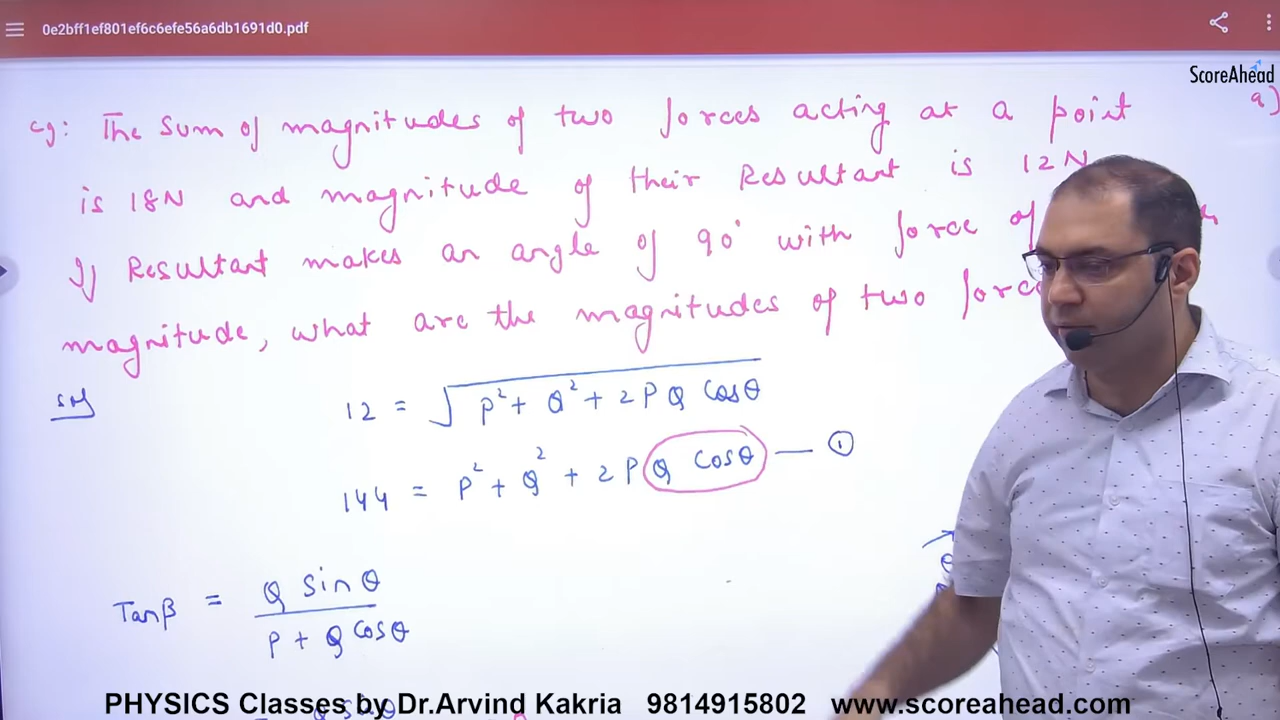 0e2bff1ef801ef6c6efe56a6db1691d0.pdf
ScoreAhead
a)
eg: The sum of magnitudes of two forces acting at a point
is 18N and magnitude of their Resultant is 12N
If Resultant makes an angle of 90° with force of
magnitude, what are the magnitudes of two
Sol
12 = √P² + Q² + 2PQ Cosθ
144 = P² + Q² + 2PQ Cosθ — ①
Tanβ = Q Sinθ / P + Q Cosθ
θ
PHYSICS Classes by Dr.Arvind Kakria 9814915802 www.scoreahead.com